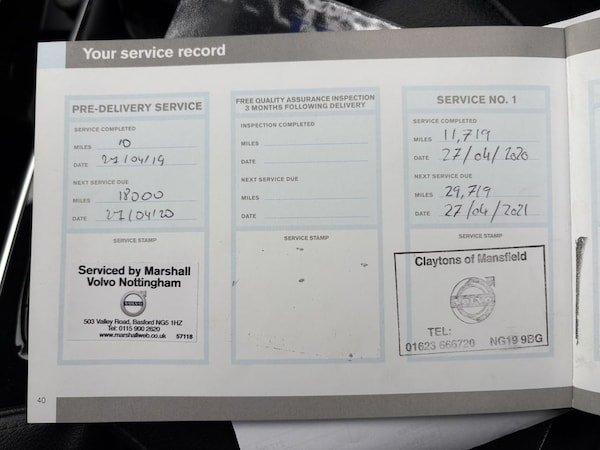 Your service record
PRE-DELIVERY SERVICE
SERVICE COMPLETED
MILES 10
DATE 27/04/19
NEXT SERVICE DUE
MILES 18000
DATE 27/04/20
SERVICE STAMP
Serviced by Marshall
Volvo Nottingham
VOLVO
503 Valley Road, Basford NG5 1HZ
Tel: 0115 900 2620
www.marshallweb.co.uk 57118
FREE QUALITY ASSURANCE INSPECTION
3 MONTHS FOLLOWING DELIVERY
INSPECTION COMPLETED
MILES
DATE
NEXT SERVICE DUE
MILES
DATE
SERVICE STAMP
SERVICE NO. 1
SERVICE COMPLETED
MILES 11,719
DATE 27/04/2020
NEXT SERVICE DUE
MILES 29,719
DATE 27/04/2021
SERVICE STAMP
Claytons of Mansfield
VOLVO
TEL:
01623 666720 NG19 9BG
40